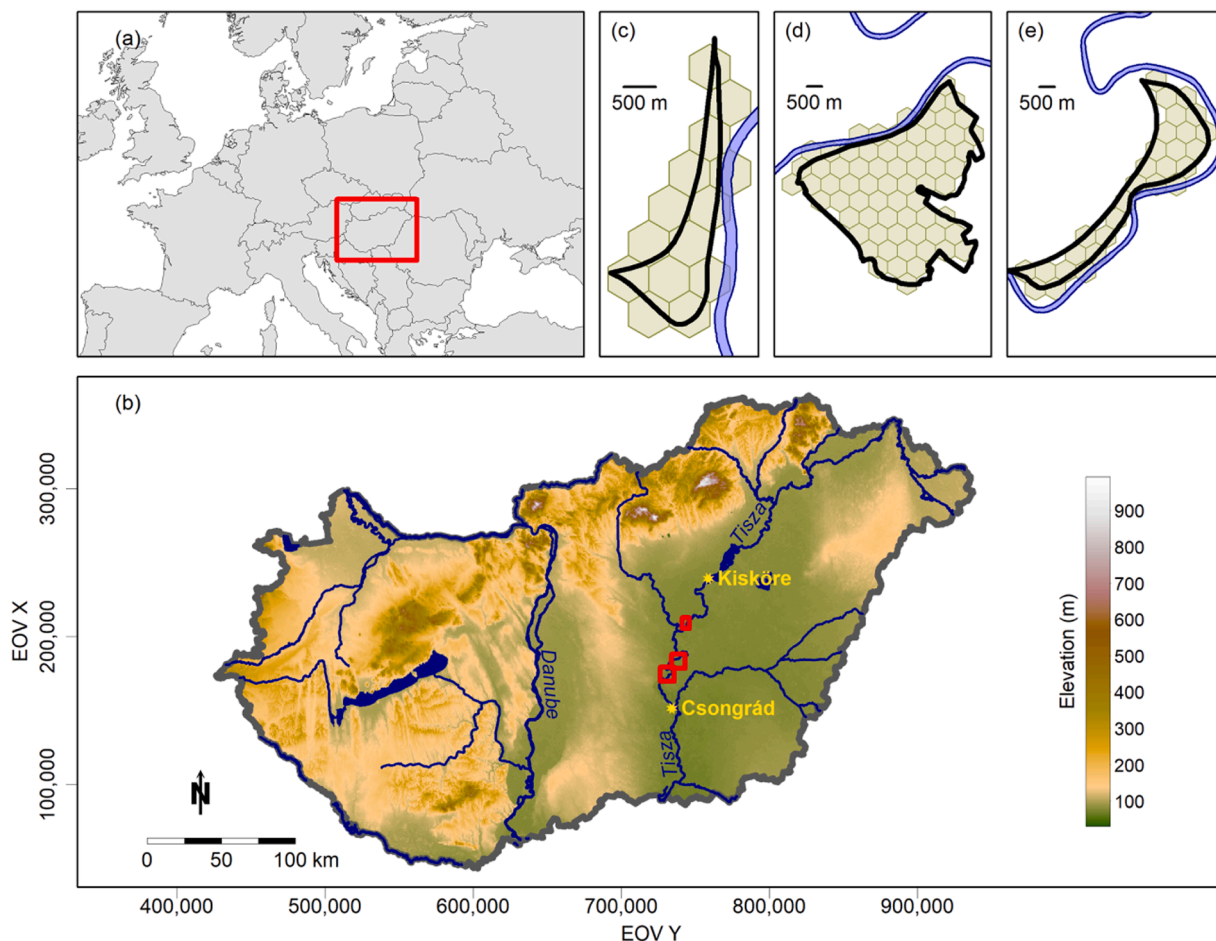 (a)
(c)
500 m
(d)
500 m
(e)
500 m
(b)
300,000
200,000
100,000
EOV X
Tisza
Kisköre
Danube
Csongrád
Tisza
N
0 50 100 km
400,000 500,000 600,000 700,000 800,000 900,000
EOV Y
Elevation (m)
900
800
700
600
500
400
300
200
100